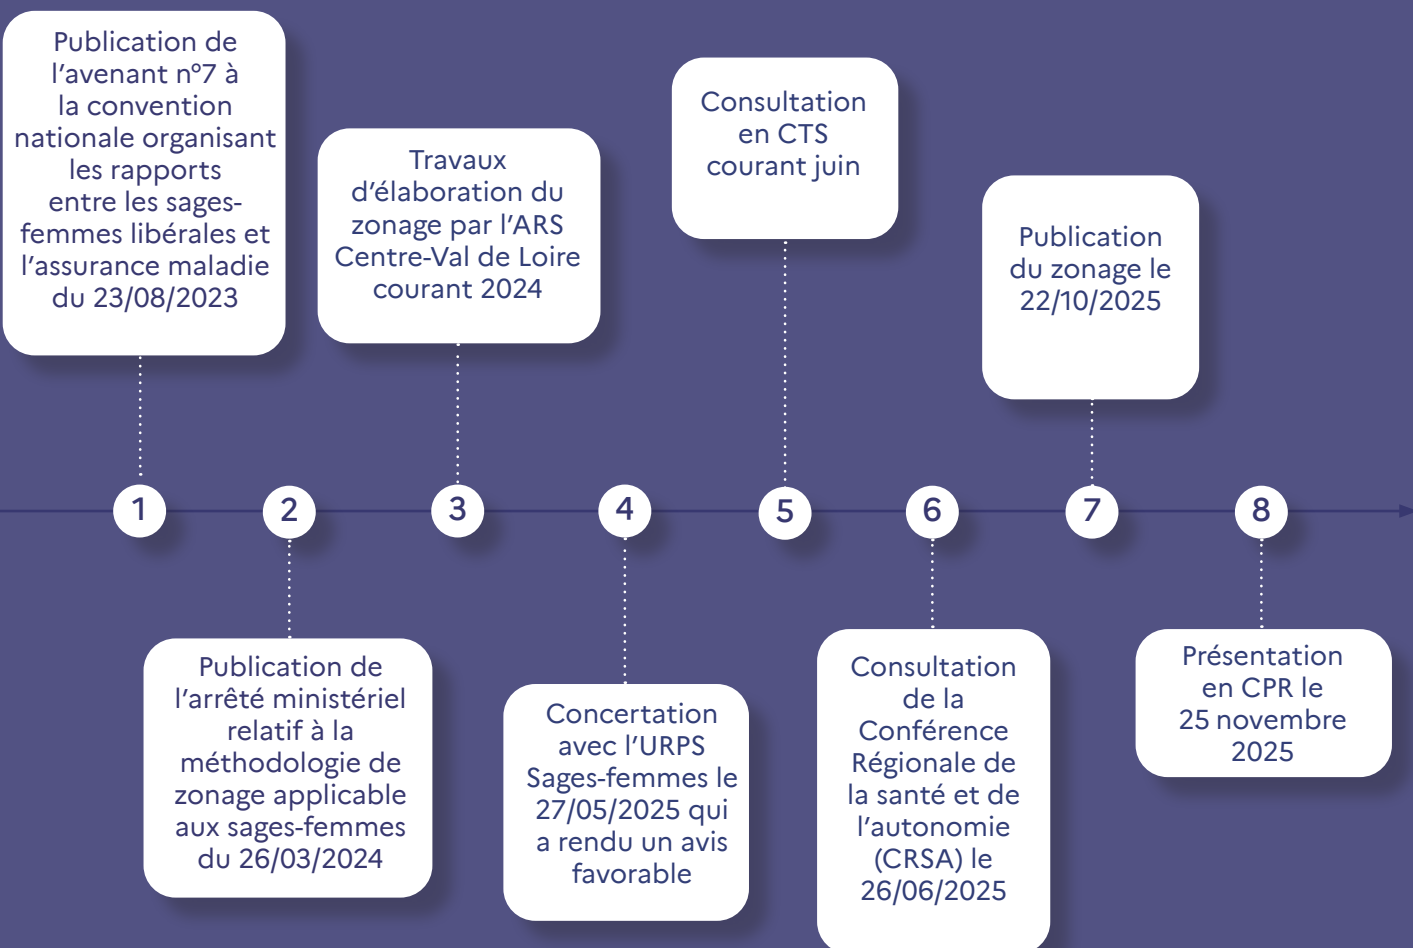 Publication de
l'avenant n°7 à
la convention
nationale organisant
les rapports
entre les sages-
femmes libérales et
l'assurance maladie
du 23/08/2023
Travaux
d'élaboration du
zonage par l'ARS
Centre-Val de Loire
courant 2024
Consultation
en CTS
courant juin
Publication
du zonage le
22/10/2025
1
2
3
4
5
6
7
8
Publication de
l'arrêté ministériel
relatif à la
méthodologie de
zonage applicable
aux sages-femmes
du 26/03/2024
Concertation
avec l'URPS
Sages-femmes le
27/05/2025 qui
a rendu un avis
favorable
Consultation
de la
Conférence
Régionale de
la santé et de
l'autonomie
(CRSA) le
26/06/2025
Présentation
en CPR le
25 novembre
2025